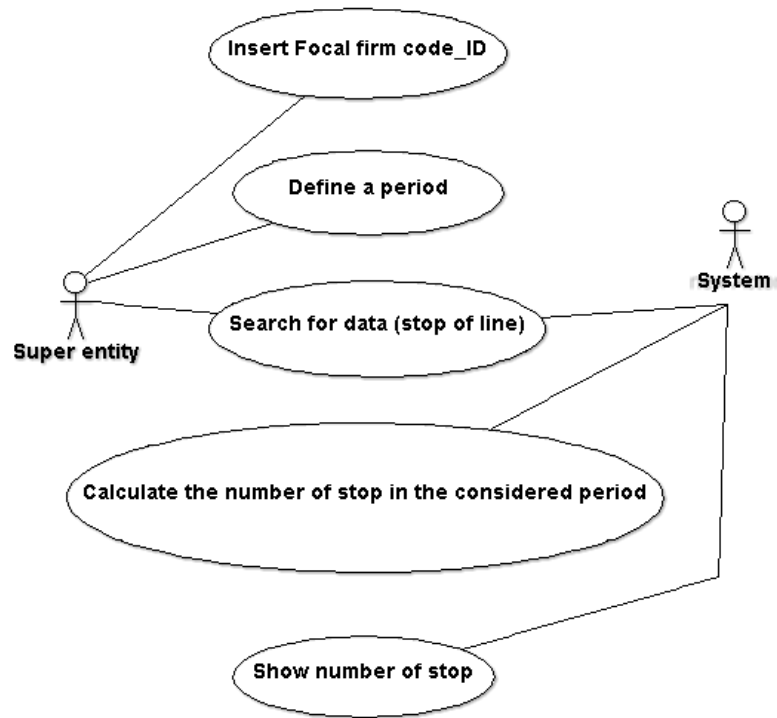 Insert Focal firm code_ID
Define a period
System
Search for data (stop of line)
Super entity
Calculate the number of stop in the considered period
Show number of stop